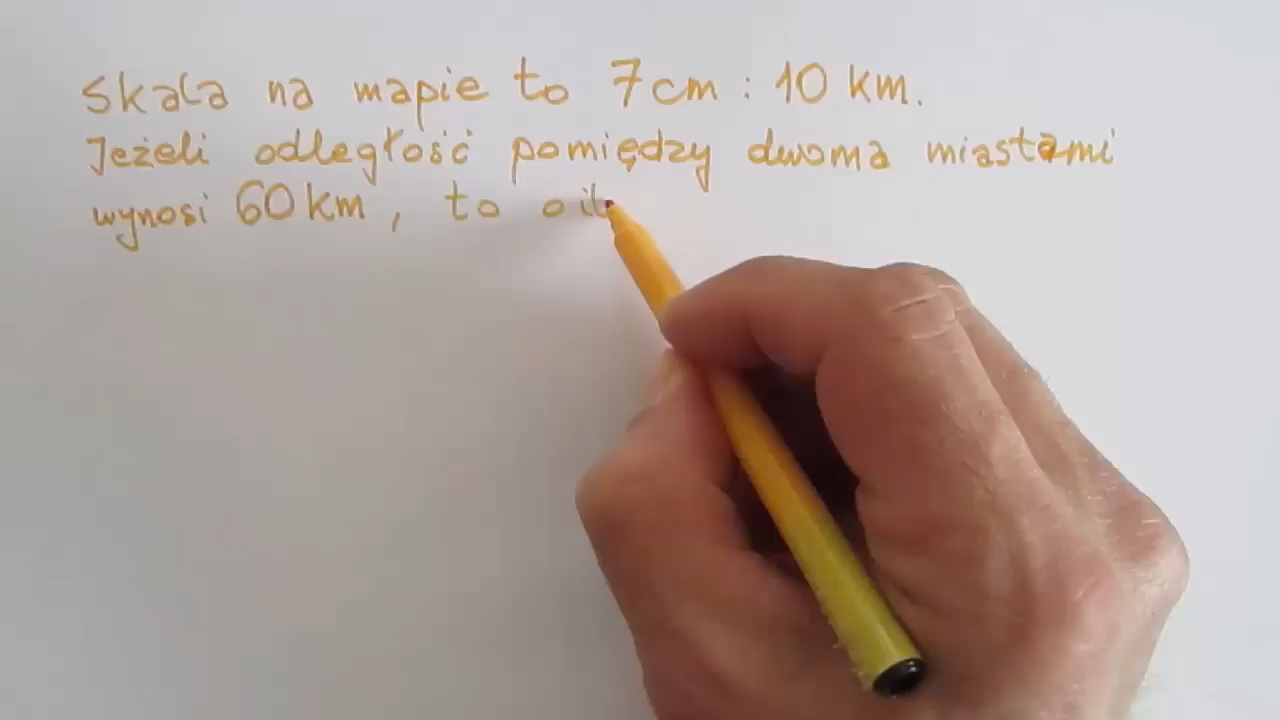 Skala na mapie to 7cm : 10 km.
Jeżeli odległość pomiędzy dwoma miastami
wynosi 60 km, to o